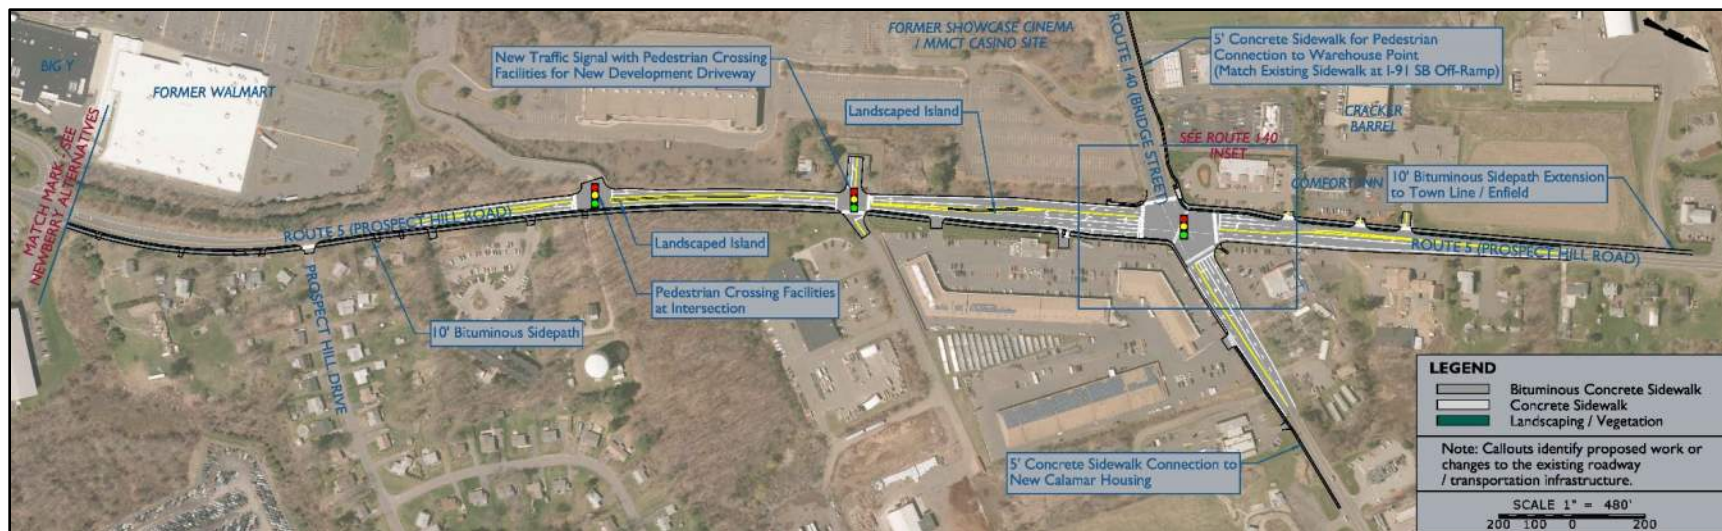 BIG Y
FORMER WALMART
MATCH MARK - SEE
NEWBERRY ALTERNATIVES
New Traffic Signal with Pedestrian Crossing
Facilities for New Development Driveway
FORMER SHOWCASE CINEMA
/ MMCT CASINO SITE
Landscaped Island
ROUTE 140 (BRIDGE STREET)
5' Concrete Sidewalk for Pedestrian
Connection to Warehouse Point
(Match Existing Sidewalk at I-91 SB Off-Ramp)
CRACKER
BARREL
SEE ROUTE 140
INSET
COMFORT INN
10' Bituminous Sidepath Extension
to Town Line / Enfield
ROUTE 5 (PROSPECT HILL ROAD)
Landscaped Island
ROUTE 5 (PROSPECT HILL ROAD)
PROSPECT HILL DRIVE
10' Bituminous Sidepath
Pedestrian Crossing Facilities
at Intersection
5' Concrete Sidewalk Connection to
New Calamar Housing
LEGEND
Bituminous Concrete Sidewalk
Concrete Sidewalk
Landscaping / Vegetation
Note: Callouts identify proposed work or
changes to the existing roadway
/ transportation infrastructure.
SCALE 1" = 480'
200 100 200